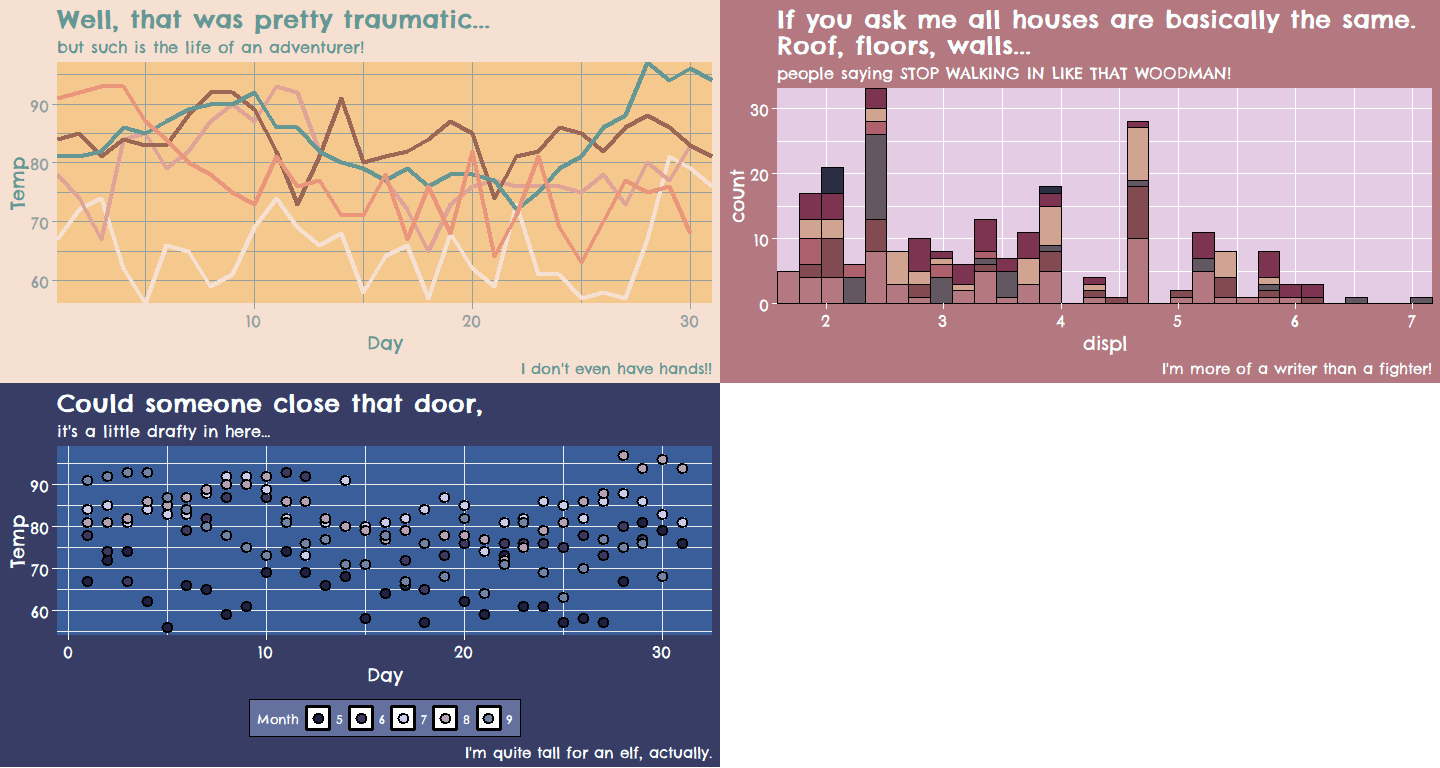 Well, that was pretty traumatic...
but such is the life of an adventurer!
Temp
90
80
70
60
10 20 30
Day
I don't even have hands!!
If you ask me all houses are basically the same.
Roof, floors, walls...
people saying STOP WALKING IN LIKE THAT WOODMAN!
count
30
20
10
0
2 3 4 5 6 7
displ
I'm more of a writer than a fighter!
Could someone close that door,
it's a little drafty in here...
Temp
90
80
70
60
0 10 20 30
Day
Month 5 6 7 8 9
I'm quite tall for an elf, actually.